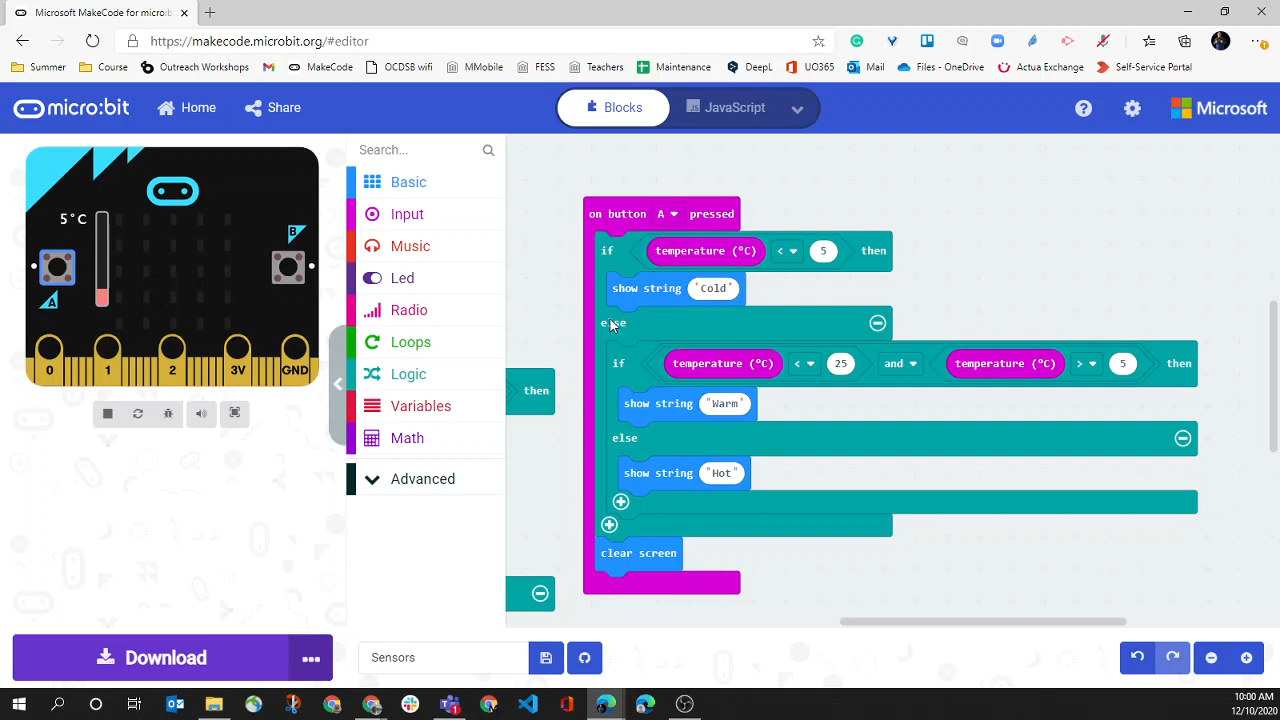 Microsoft MakeCode for micro:bit
https://makecode.microbit.org/#editor
Summer Course Outreach Workshops MakeCode OCDSB wifi MMobile FESS Teachers Maintenance DeepL UO365 Mail Files - OneDrive Actua Exchange Self-Service Portal
micro:bit Home Share Blocks JS JavaScript ? Microsoft
Search...
Basic
Input
Music
Led
Radio
Loops
Logic
Variables
Math
Advanced
5°C
B
A
0 1 2 3V GND
on button A pressed
if temperature (°C) < 5 then
show string "Cold"
else
if temperature (°C) < 25 and temperature (°C) > 5 then
then
show string "Warm"
else
show string "Hot"
clear screen
Download ... Sensors
10:00 AM
12/10/2020